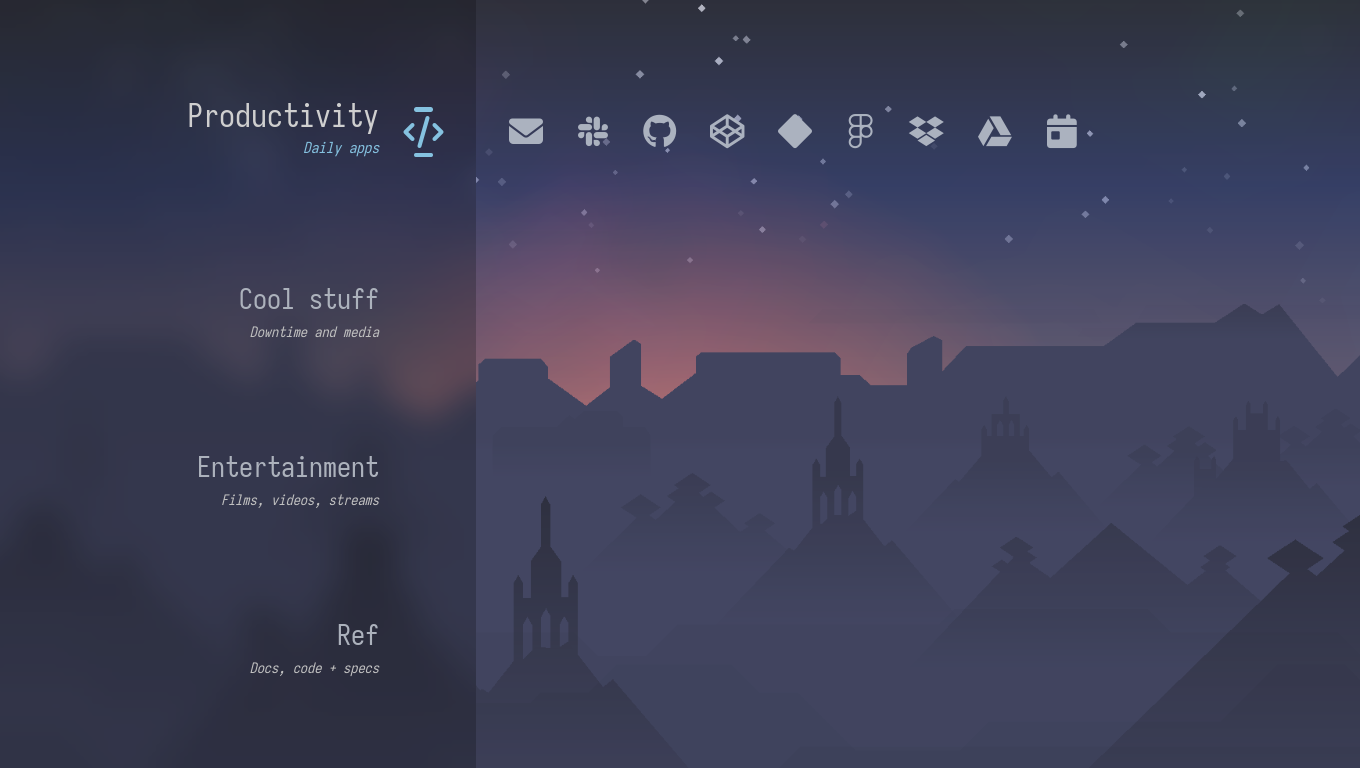 Productivity
Daily apps
Cool stuff
Downtime and media
Entertainment
Films, videos, streams
Ref
Docs, code + specs